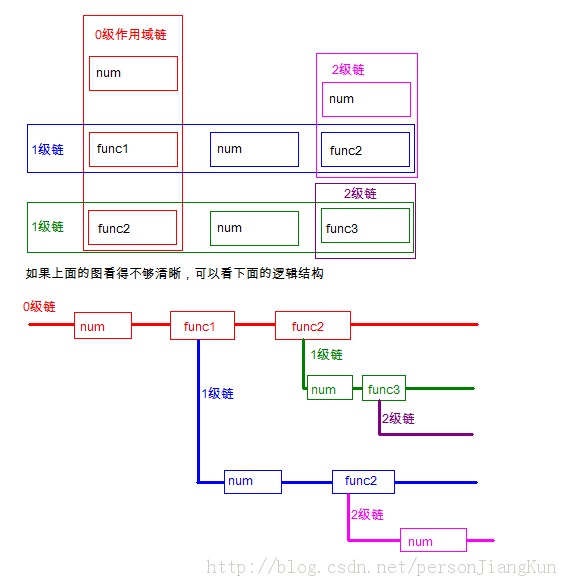 0级作用域链
num
2级链
num
1级链
func1
num
func2
2级链
1级链
func2
num
func3
如果上面的图看得不够清晰，可以看下面的逻辑结构
0级链
num
func1
func2
1级链
num
func3
1级链
2级链
num
func2
2级链
num
http://blog.csdn.net/personJiangKun